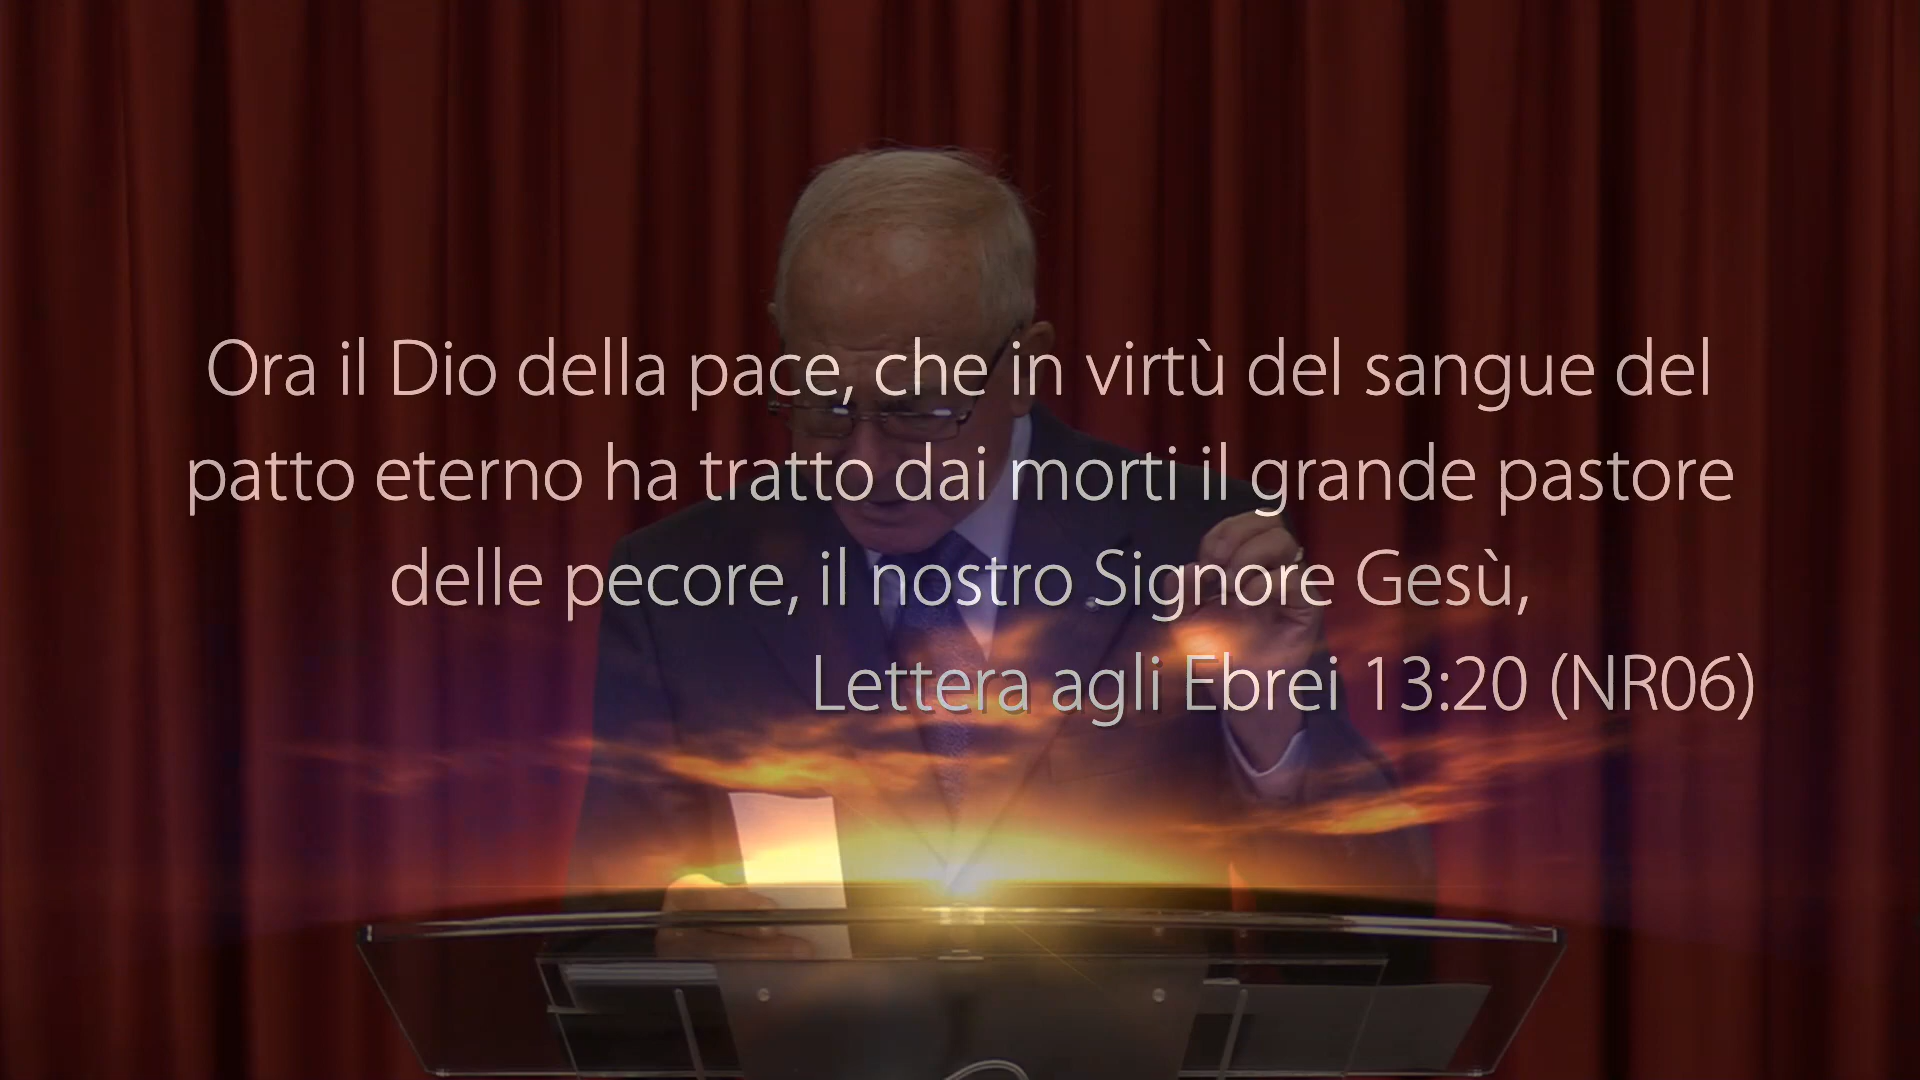 Ora il Dio della pace, che in virtù del sangue del
patto eterno ha tratto dai morti il grande pastore
delle pecore, il nostro Signore Gesù,
Lettera agli Ebrei 13:20 (NR06)